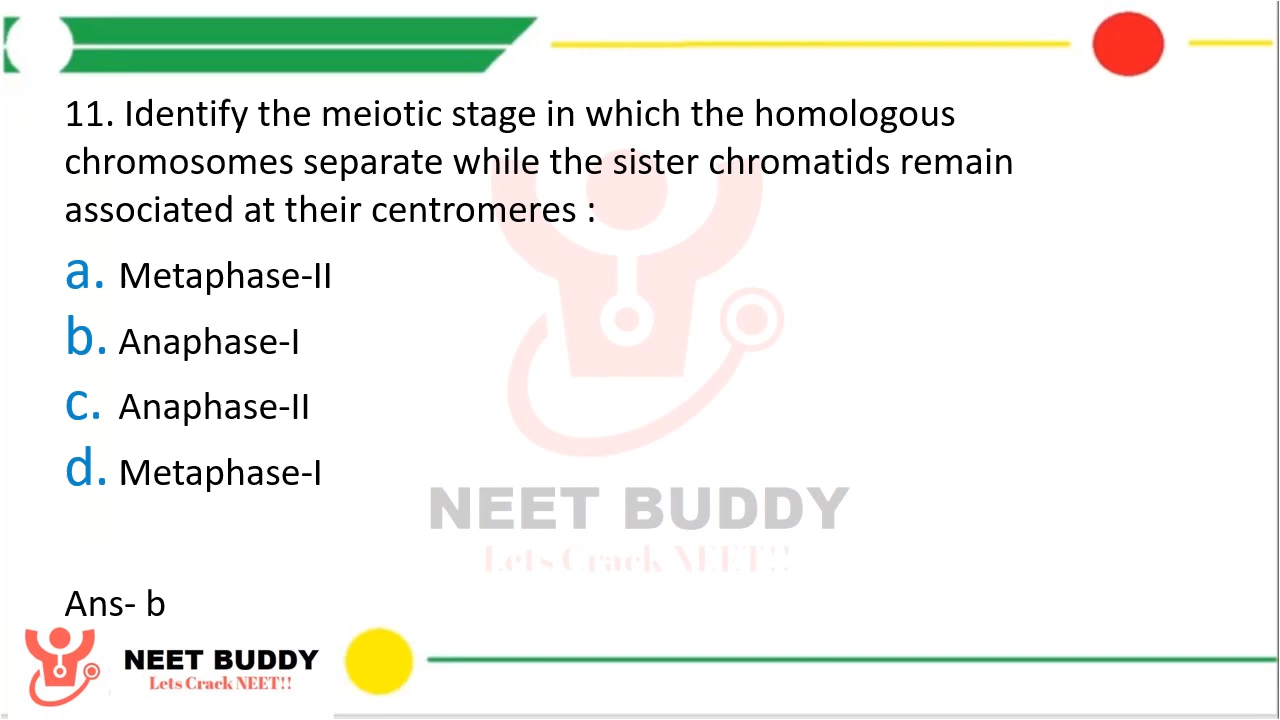 11. Identify the meiotic stage in which the homologous
chromosomes separate while the sister chromatids remain
associated at their centromeres :
a. Metaphase-II
b. Anaphase-I
c. Anaphase-II
d. Metaphase-I
NEET BUDDY
Lets Crack NEET!!
Ans- b
NEET BUDDY
Lets Crack NEET!!